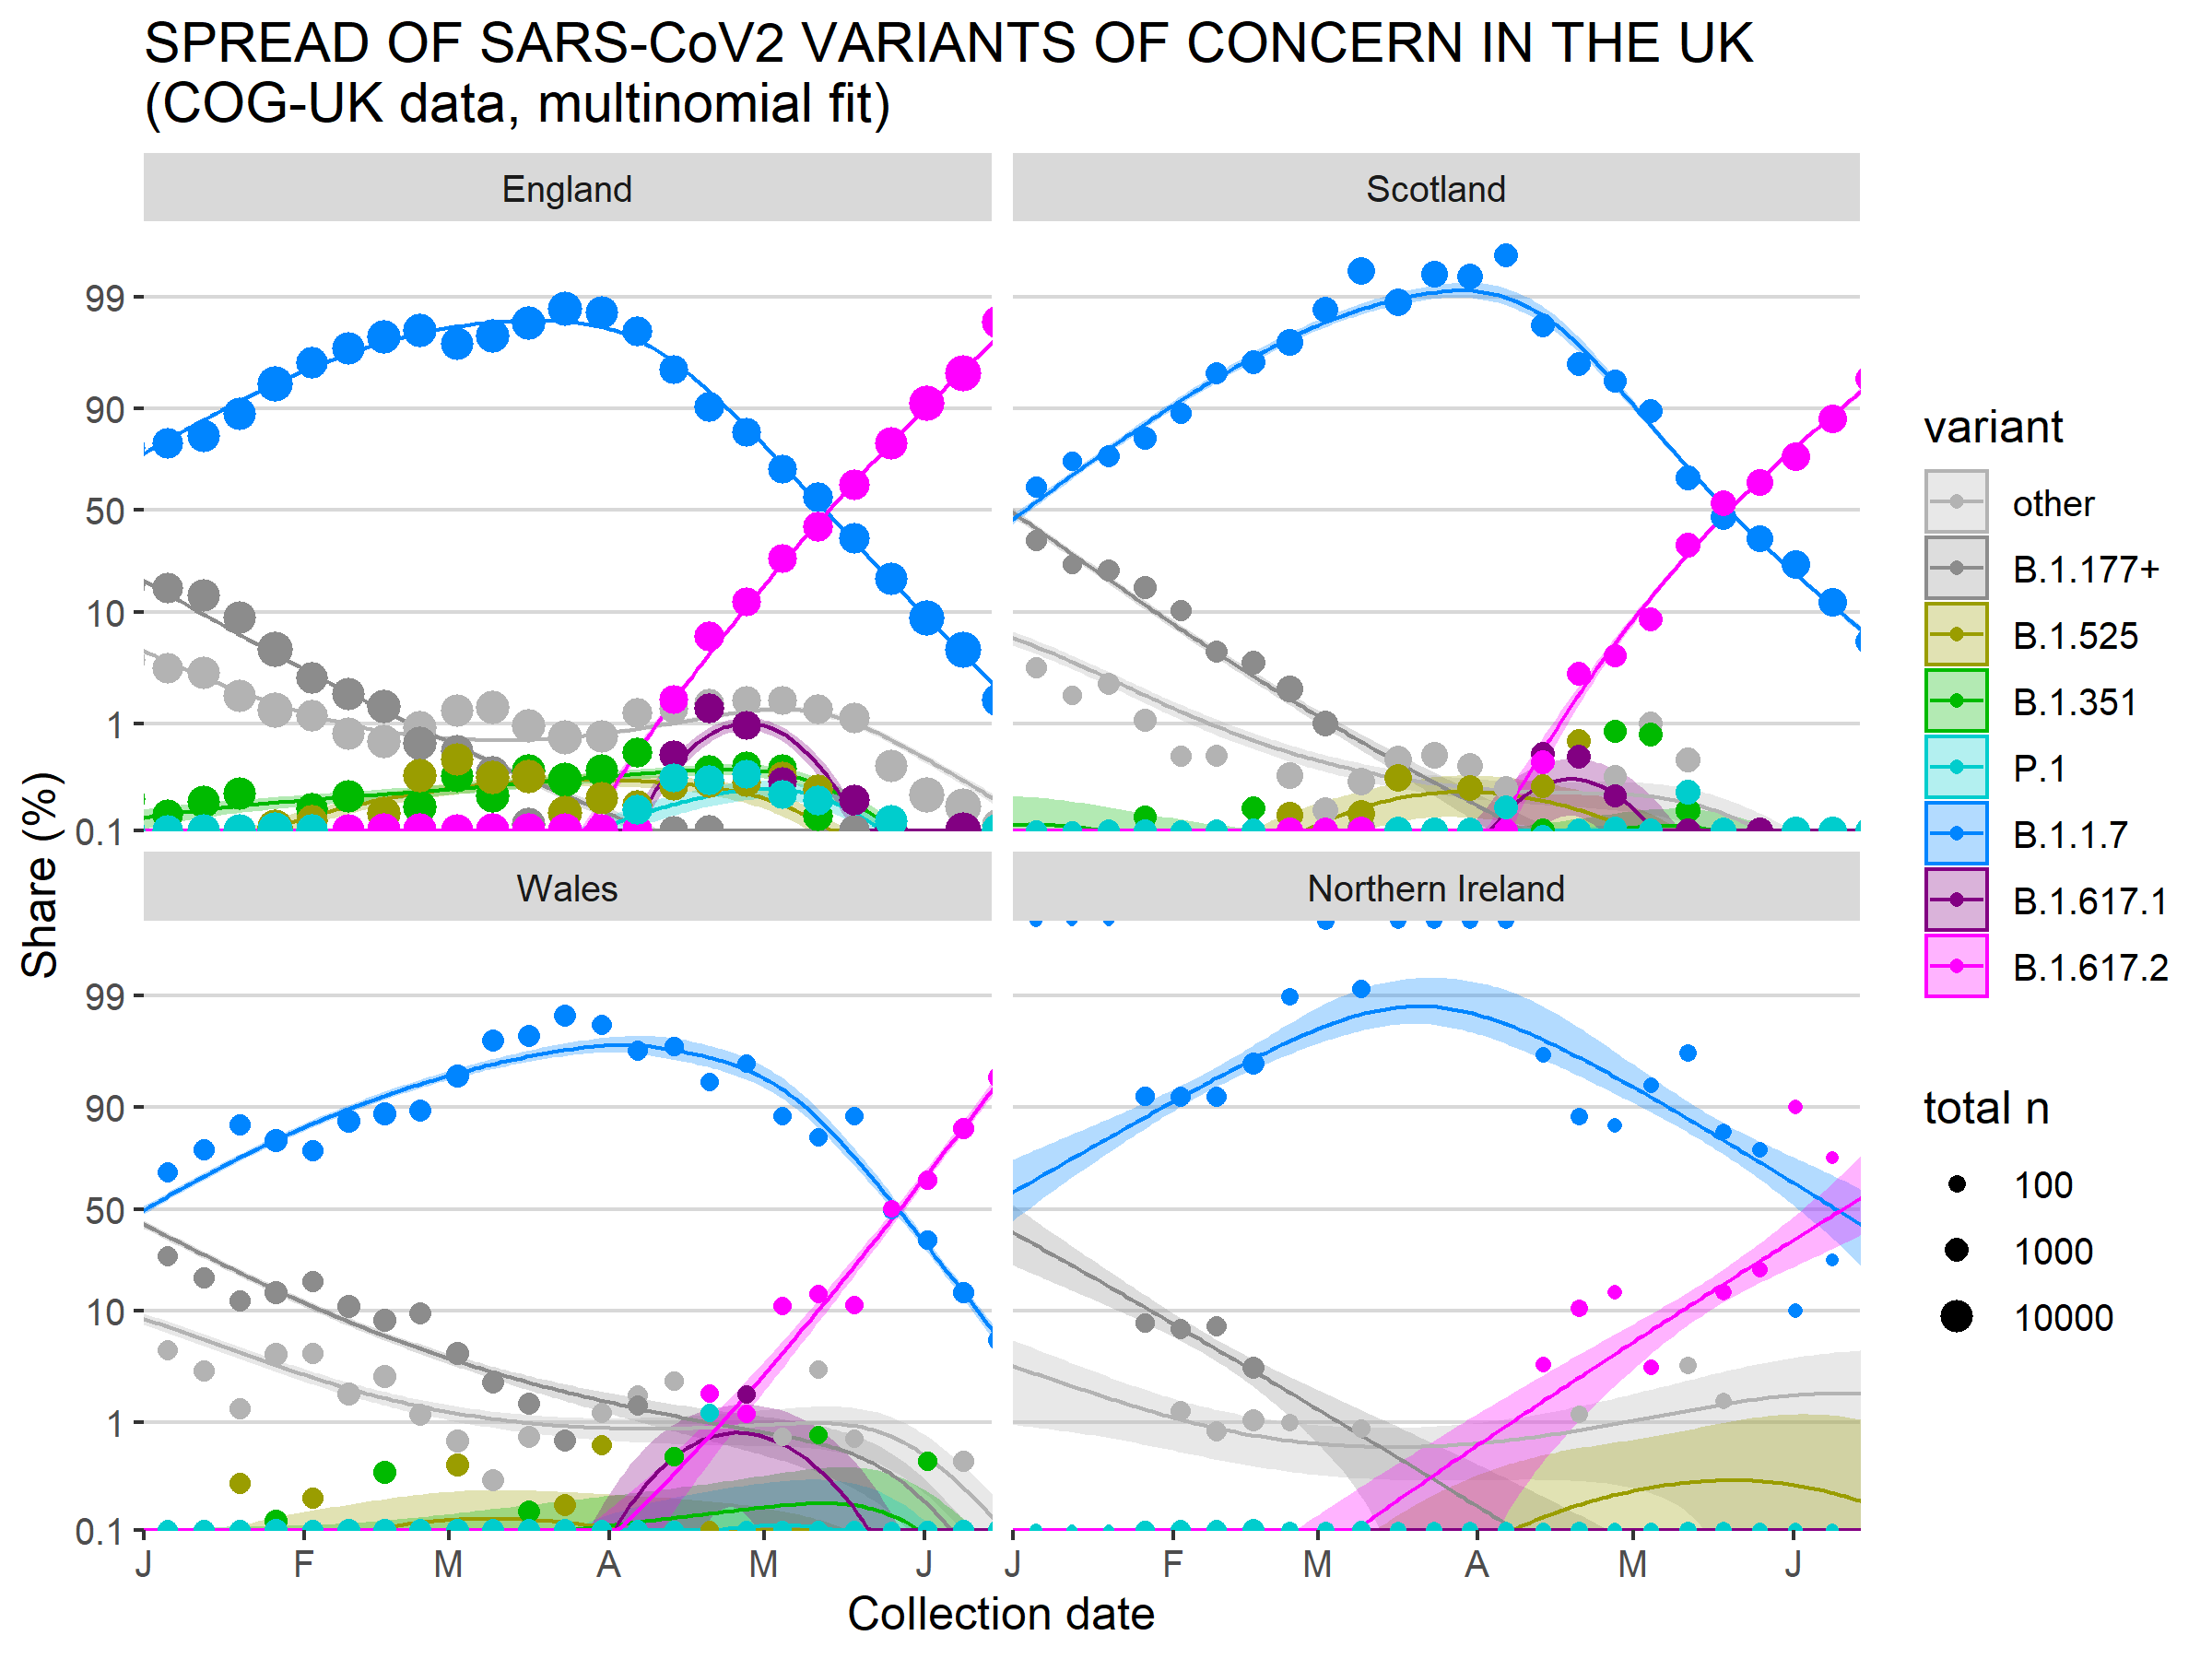 SPREAD OF SARS-CoV2 VARIANTS OF CONCERN IN THE UK
(COG-UK data, multinomial fit)
England
Scotland
99
90
50
10
1
0.1
Wales
Northern Ireland
99
90
50
10
1
0.1
J F M A M J
J F M A M J
Collection date
Share (%)
variant
other
B.1.177+
B.1.525
B.1.351
P.1
B.1.1.7
B.1.617.1
B.1.617.2
total n
100
1000
10000